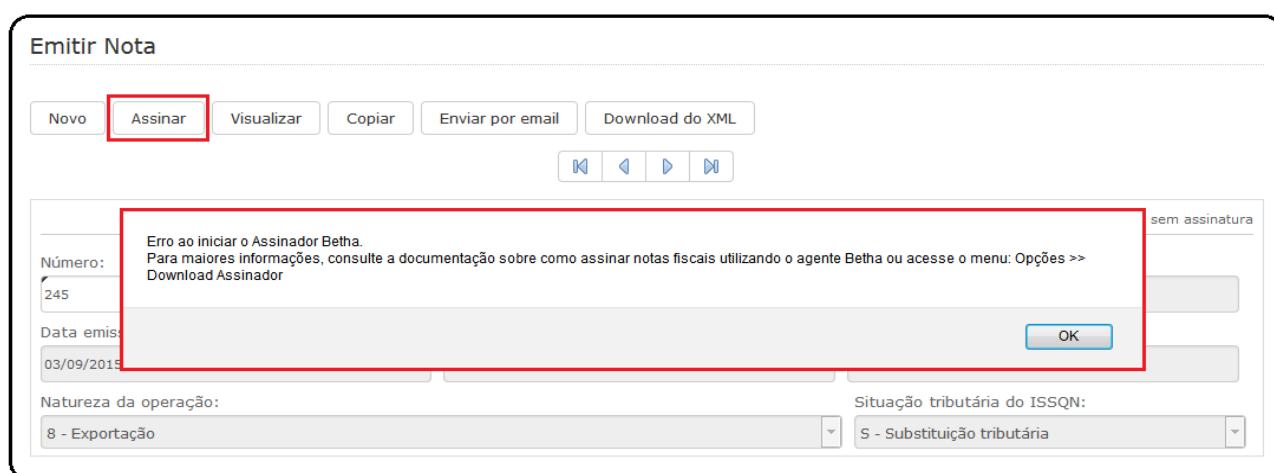 Emitir Nota
Novo Assinar Visualizar Copiar Enviar por email Download do XML
sem assinatura
Erro ao iniciar o Assinador Betha.
Para maiores informações, consulte a documentação sobre como assinar notas fiscais utilizando o agente Betha ou acesse o menu: Opções >>
Download Assinador
Número:
245
OK
Data emis
03/09/2015
Natureza da operação: Situação tributária do ISSQN:
8 - Exportação S - Substituição tributária